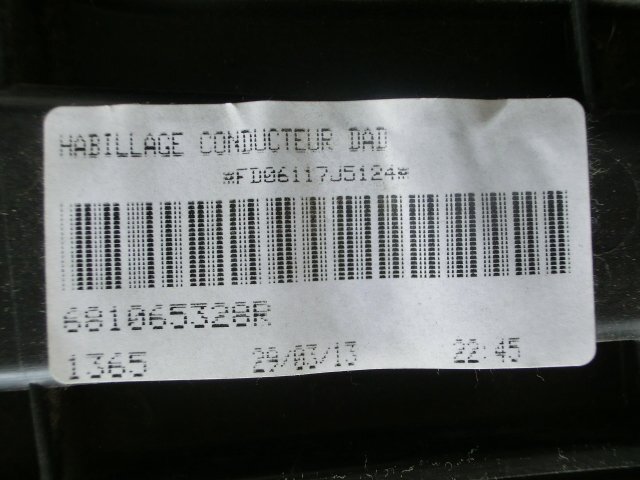 HABILLAGE CONDUCTEUR DAD
*FD06117J5124*
681065328R
1365 29/03/13 22:45